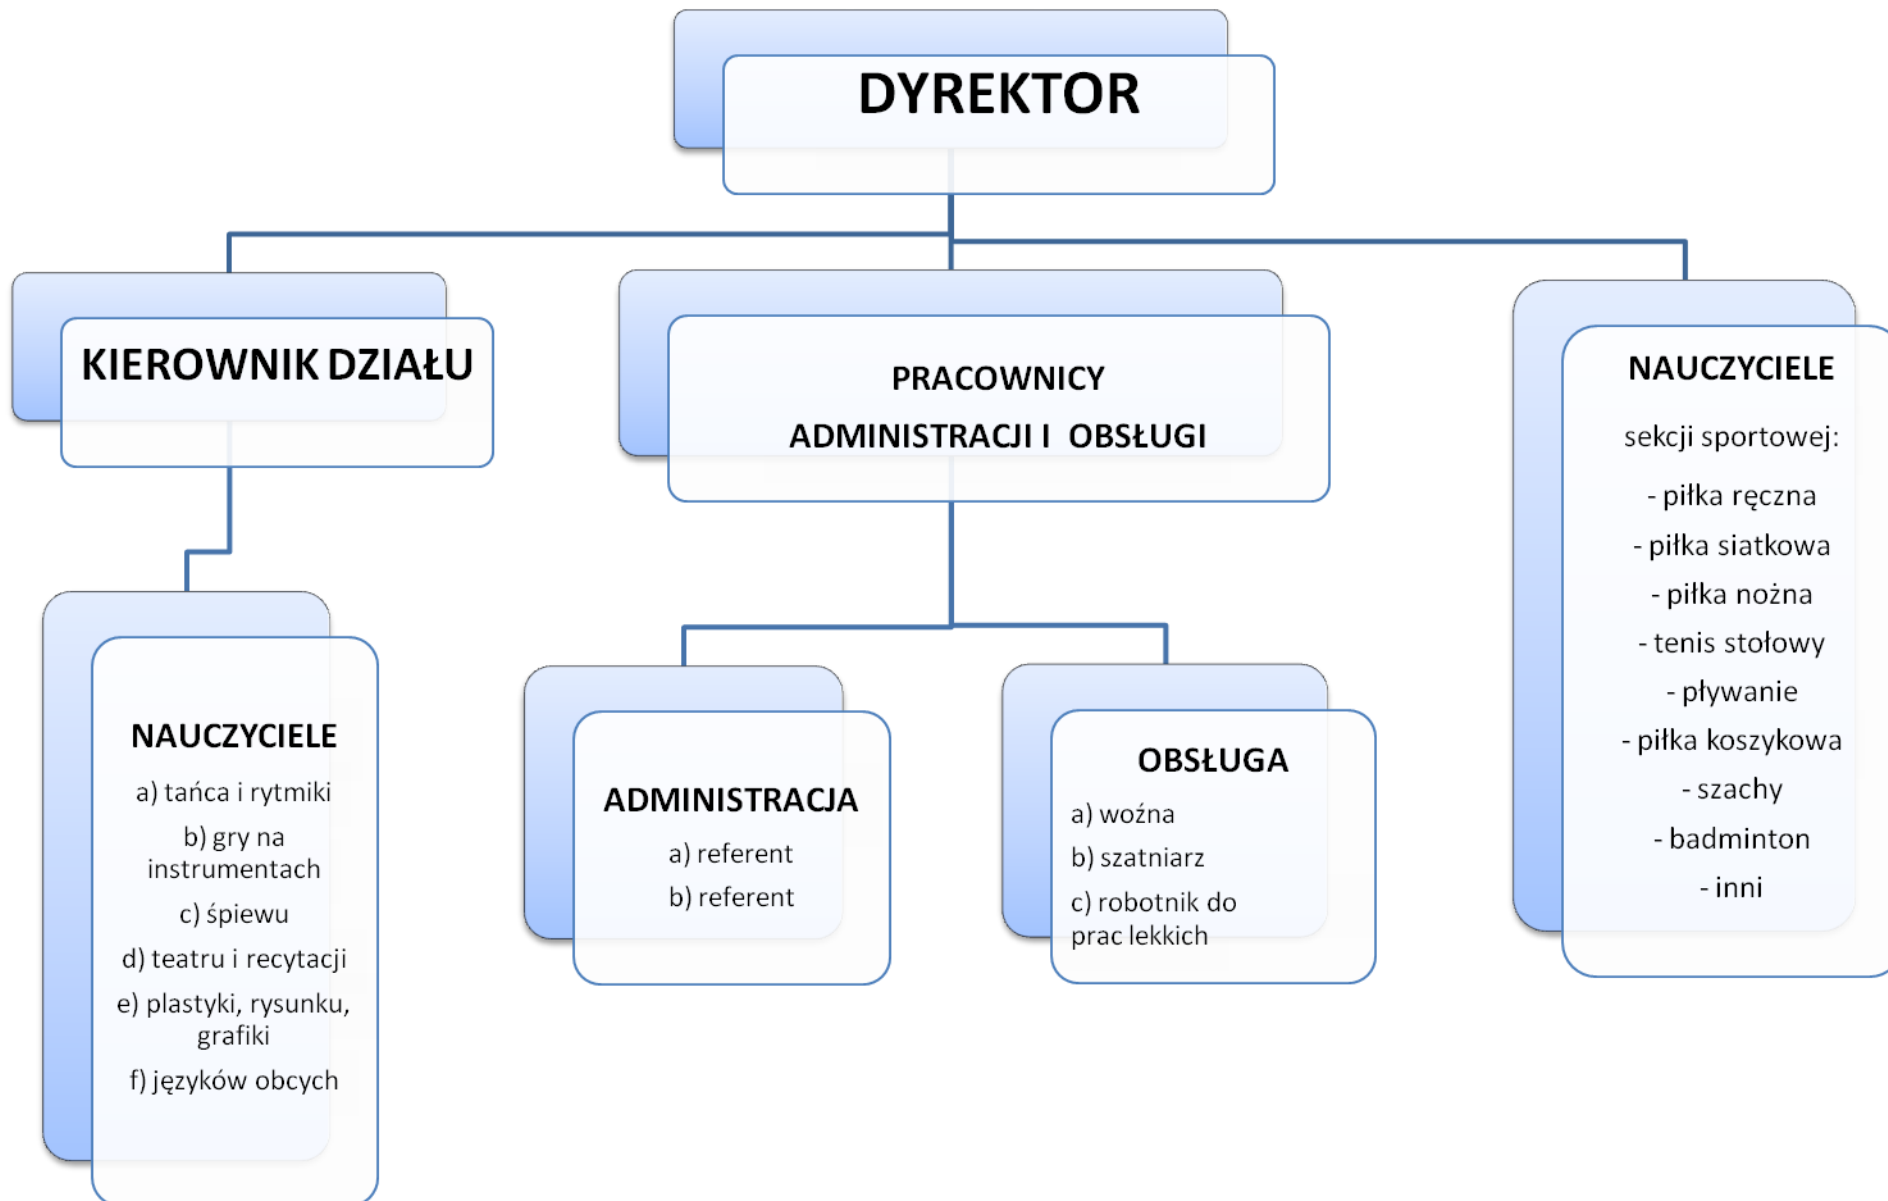 DYREKTOR
KIEROWNIK DZIAŁU
PRACOWNICY
ADMINISTRACJI I OBSŁUGI
NAUCZYCIELE
sekcji sportowej:
- piłka ręczna
- piłka siatkowa
- piłka nożna
- tenis stołowy
- pływanie
- piłka koszykowa
- szachy
- badminton
- inni
NAUCZYCIELE
a) tańca i rytmiki
b) gry na
instrumentach
c) śpiewu
d) teatru i recytacji
e) plastyki, rysunku,
grafiki
f) języków obcych
ADMINISTRACJA
a) referent
b) referent
OBSŁUGA
a) woźna
b) szatniarz
c) robotnik do
prac lekkich